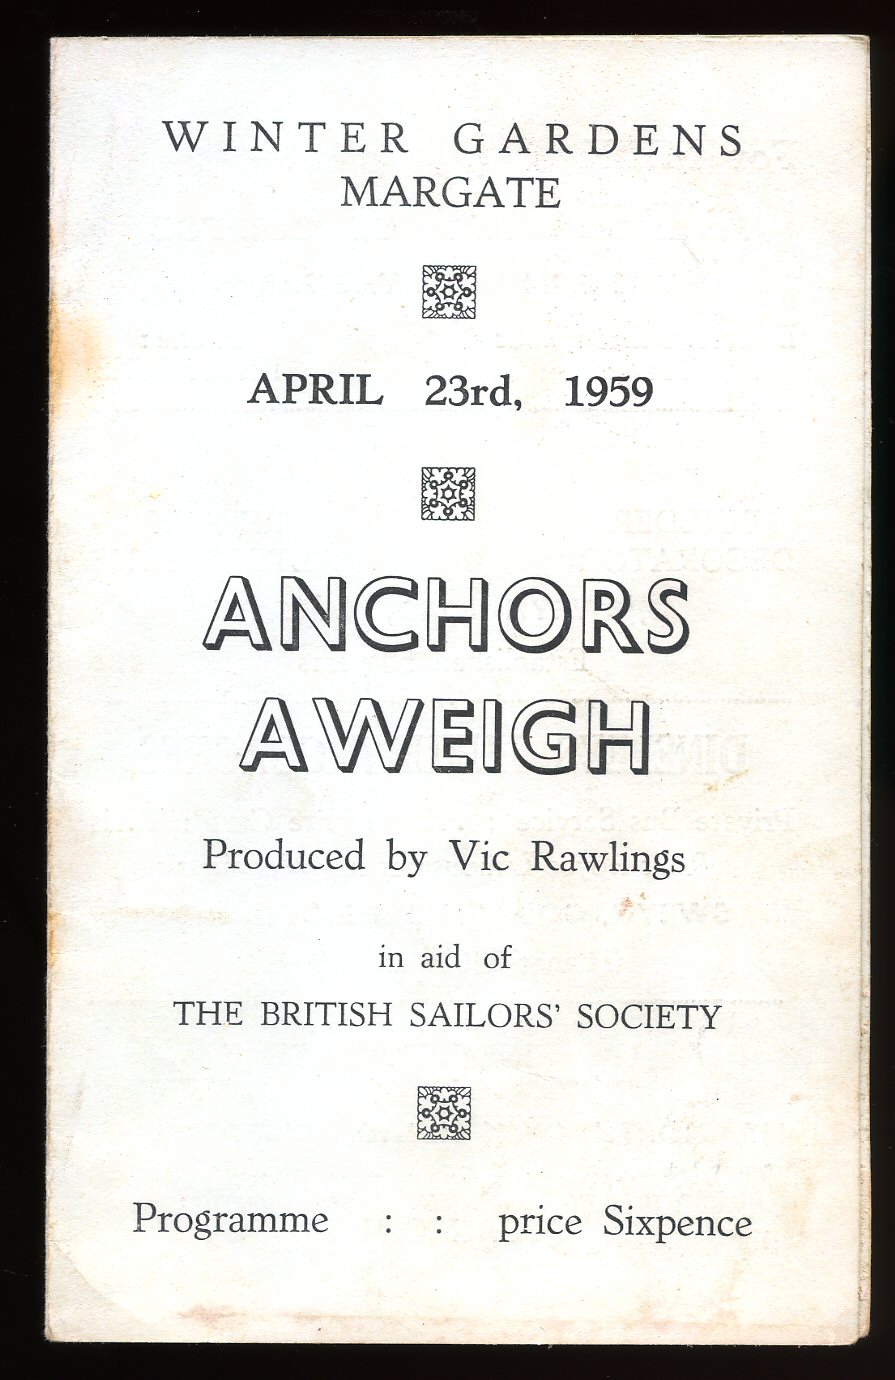 WINTER GARDENS
MARGATE
APRIL 23rd, 1959
ANCHORS
AWEIGH
Produced by Vic Rawlings
in aid of
THE BRITISH SAILORS' SOCIETY
Programme : : price Sixpence